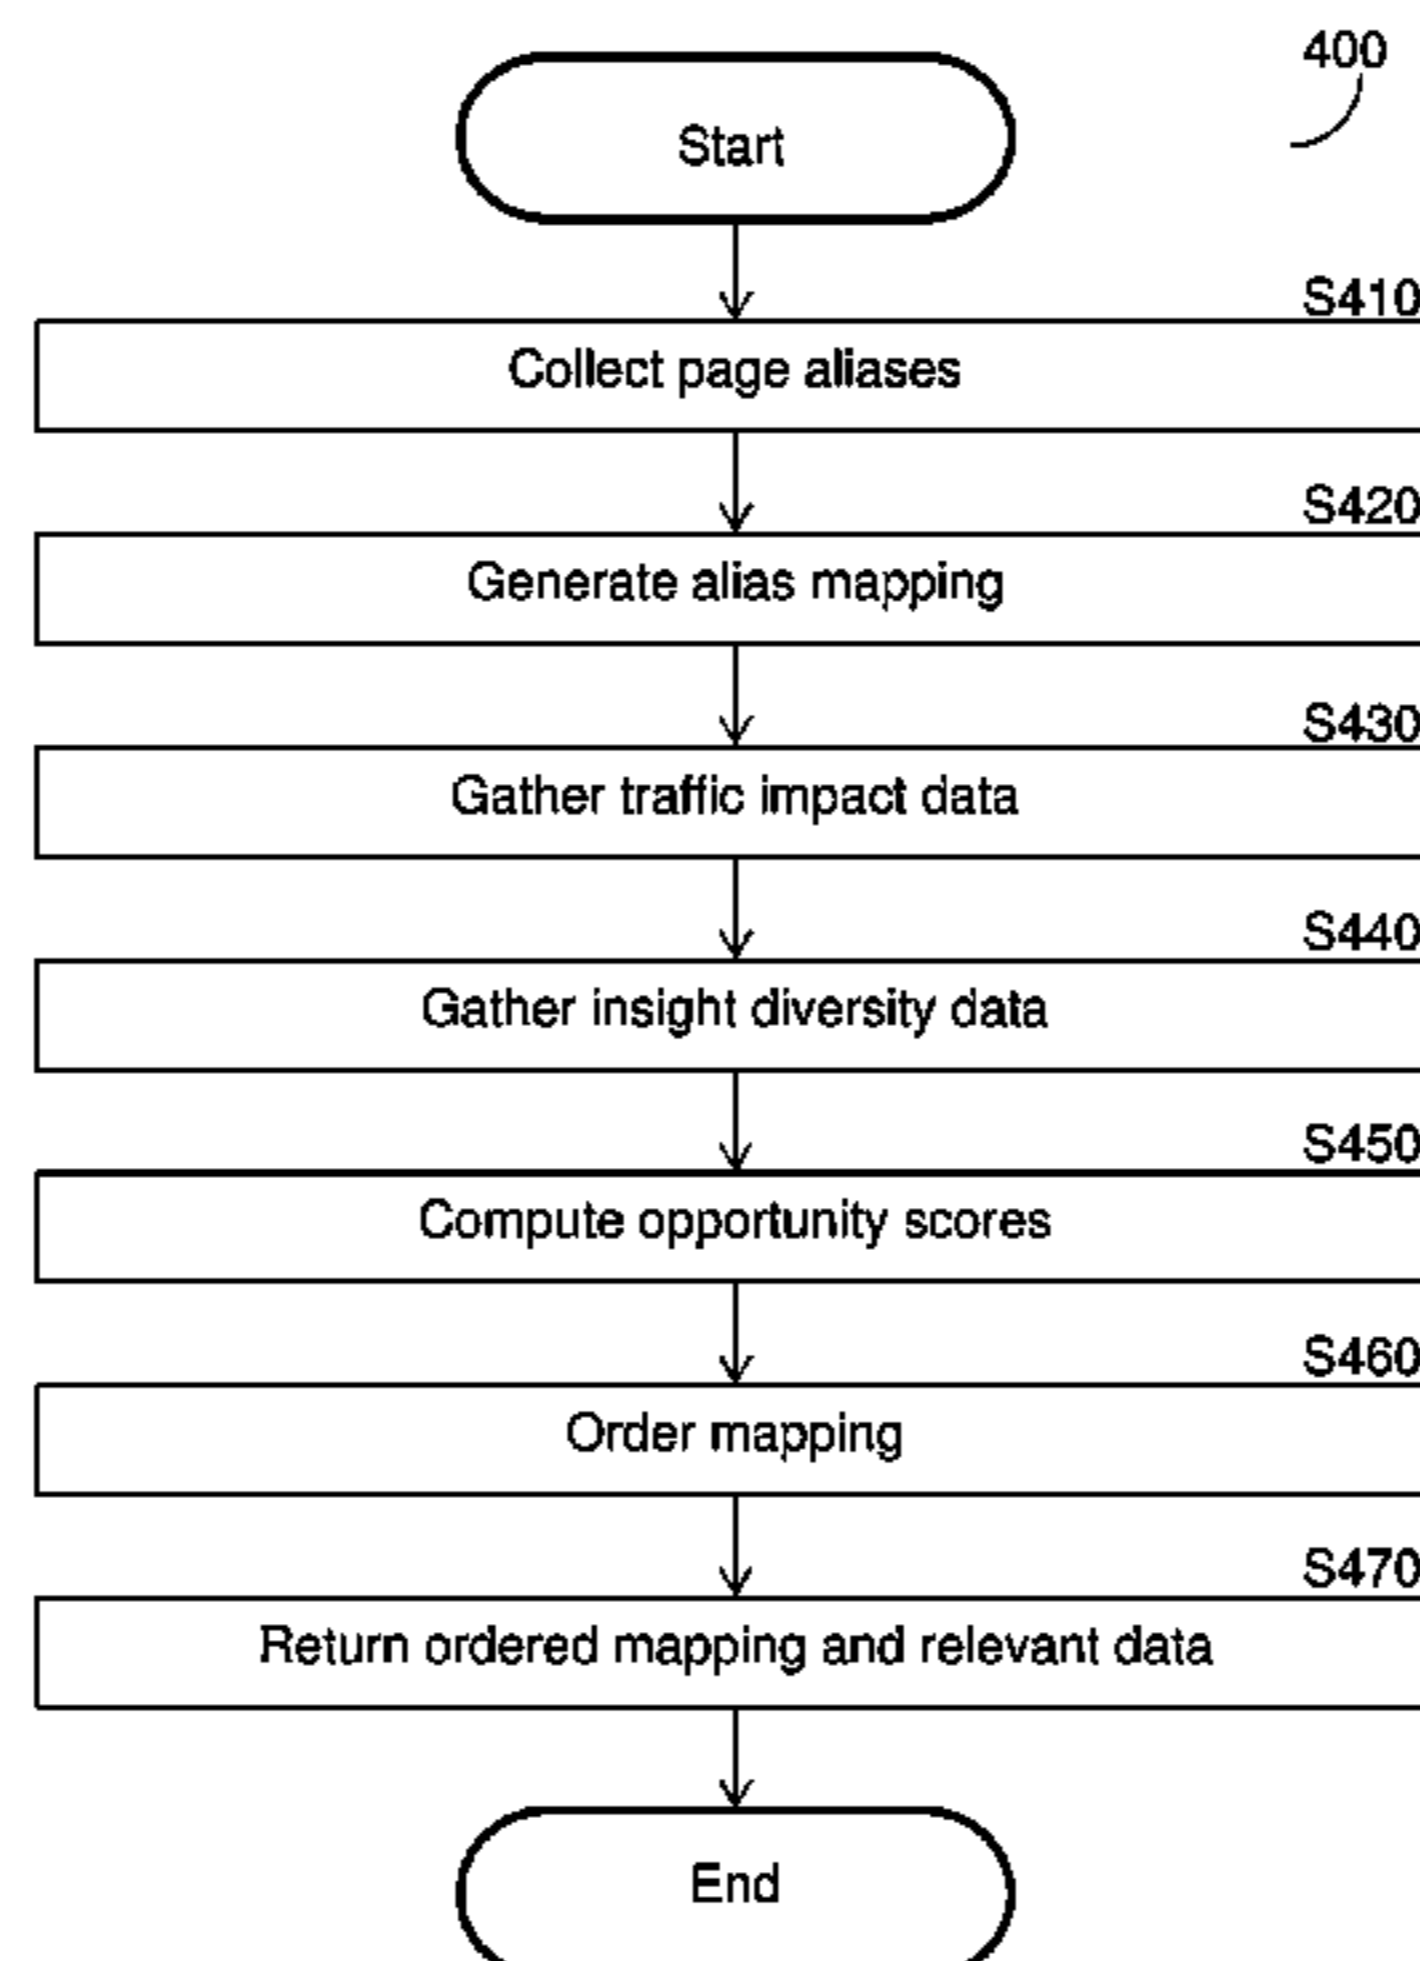 400
Start
S410
Collect page aliases
S420
Generate alias mapping
S430
Gather traffic impact data
S440
Gather insight diversity data
S450
Compute opportunity scores
S460
Order mapping
S470
Return ordered mapping and relevant data
End